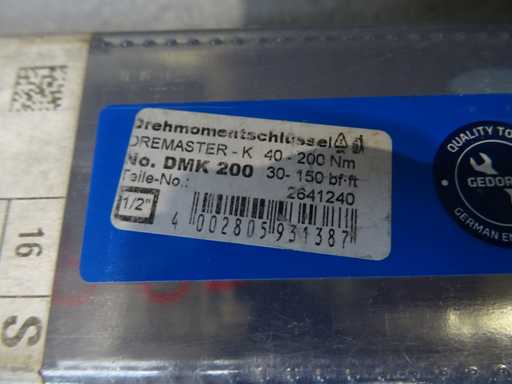 Drehmomentschlüssel
DREMASTER - K 40 - 200 Nm
No. DMK 200 30- 150 bf·ft
Teile-No.: 2641240
1/2"
4 002805 931387
QUALITY TO
GEDOR
GERMAN EN
16
S